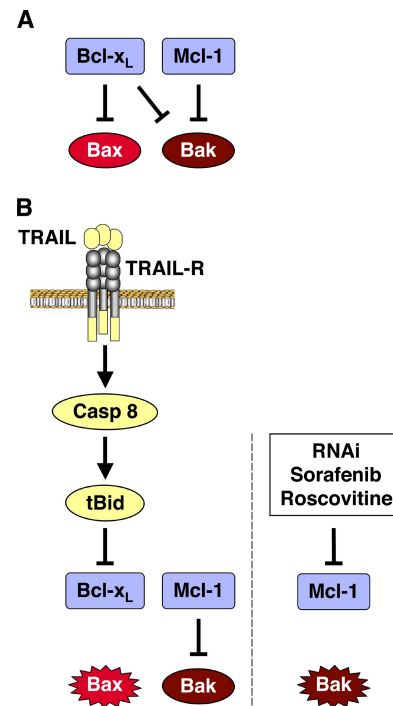 A
Bcl-xL
Mcl-1
Bax
Bak
B
TRAIL
TRAIL-R
Casp 8
tBid
Bcl-xL
Mcl-1
Bax
Bak
RNAi
Sorafenib
Roscovitine
Mcl-1
Bak